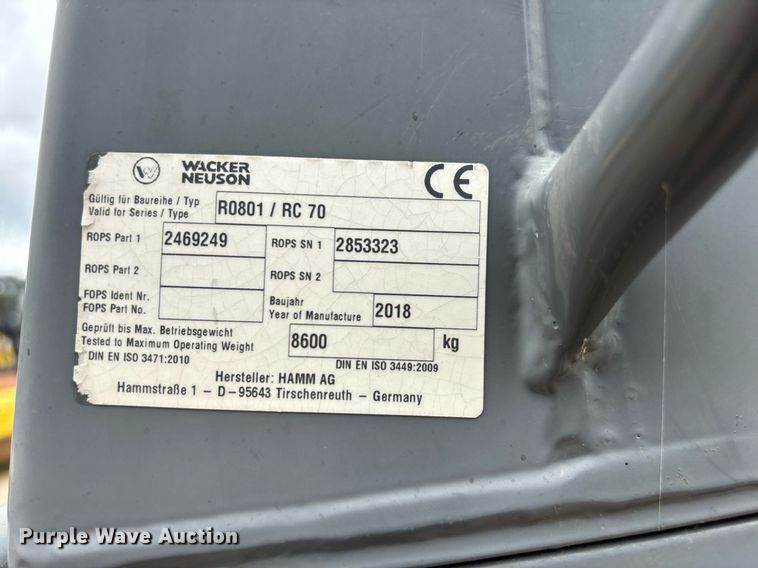 WACKER
NEUSON
CE
Gültig für Baureihe / Typ
Valid for Series / Type
R0801 / RC 70
ROPS Part 1
2469249
ROPS SN 1
2853323
ROPS Part 2
ROPS SN 2
FOPS Ident Nr.
FOPS Part No.
Baujahr
Year of Manufacture
2018
Geprüft bis Max. Betriebsgewicht
Tested to Maximum Operating Weight
8600
kg
DIN EN ISO 3471:2010
DIN EN ISO 3449:2009
Hersteller: HAMM AG
Hammstraße 1 – D–95643 Tirschenreuth – Germany
Purple Wave Auction